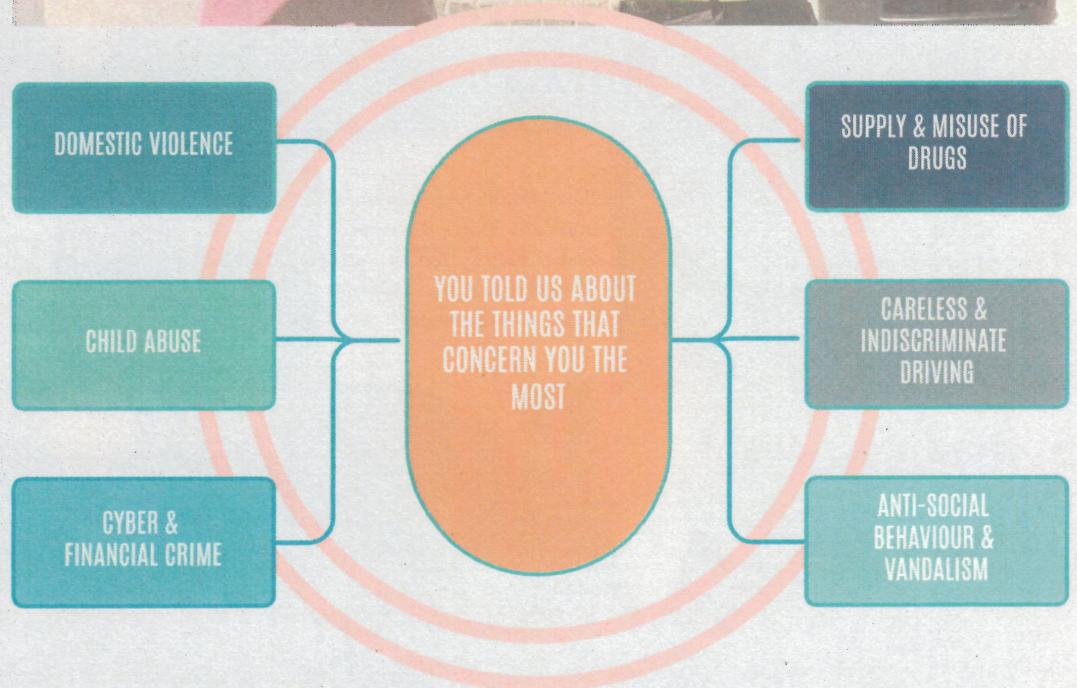 DOMESTIC VIOLENCE
CHILD ABUSE
CYBER &
FINANCIAL CRIME
YOU TOLD US ABOUT
THE THINGS THAT
CONCERN YOU THE
MOST
SUPPLY & MISUSE OF
DRUGS
CARELESS &
INDISCRIMINATE
DRIVING
ANTI-SOCIAL
BEHAVIOUR &
VANDALISM